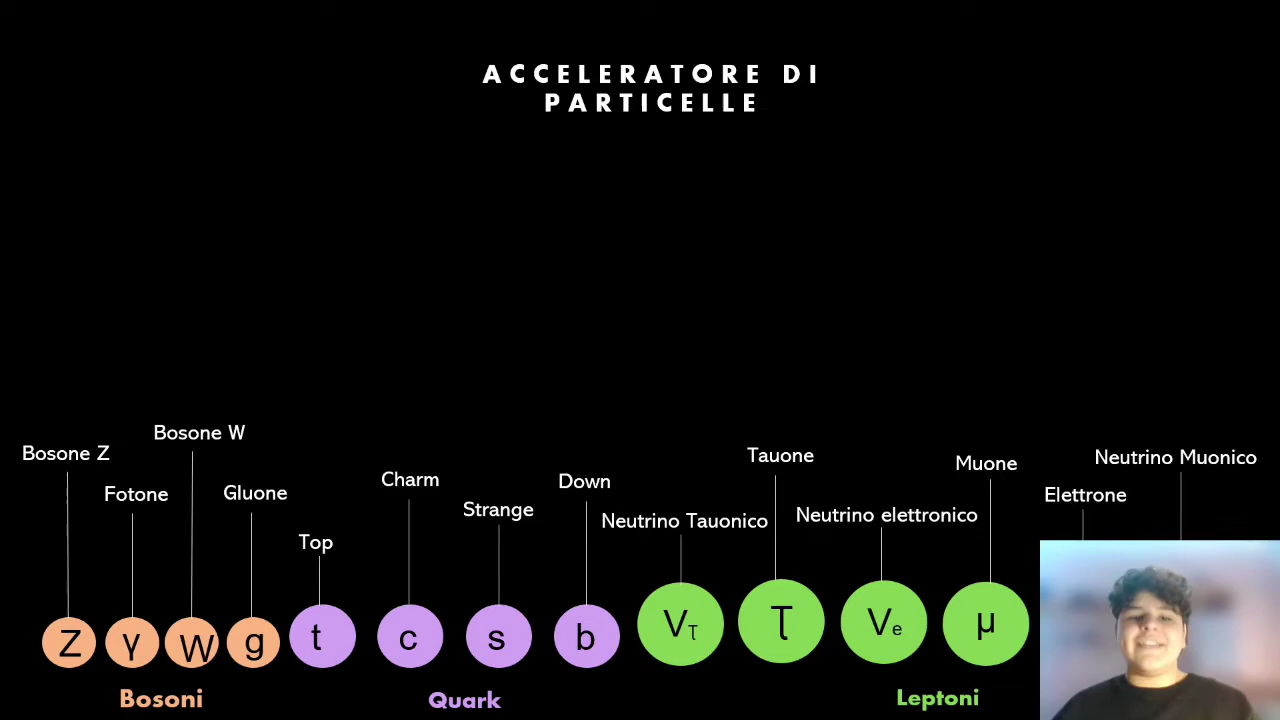 ACCELERATORE DI
PARTICELLE
Bosone Z
Fotone
Bosone W
Gluone
Top
Charm
Strange
Down
Neutrino Tauonico
Tauone
Neutrino elettronico
Muone
Elettrone
Neutrino Muonico
Z
γ
W
g
t
c
s
b
Vτ
τ
Ve
μ
Bosoni
Quark
Leptoni